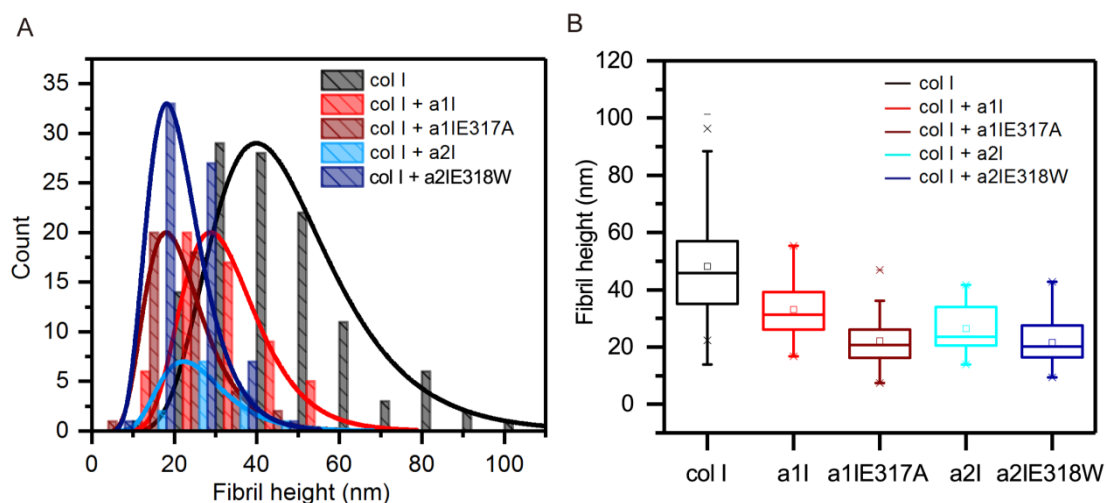 A
Count
35
30
25
20
15
10
5
0
0
20
40
60
80
100
Fibril height (nm)
col I
col I + a1I
col I + a1IE317A
col I + a2I
col I + a2IE318W
B
Fibril height (nm)
120
100
80
60
40
20
0
col I
col I + a1I
col I + a1IE317A
col I + a2I
col I + a2IE318W
col I
a1I
a1IE317A
a2I
a2IE318W